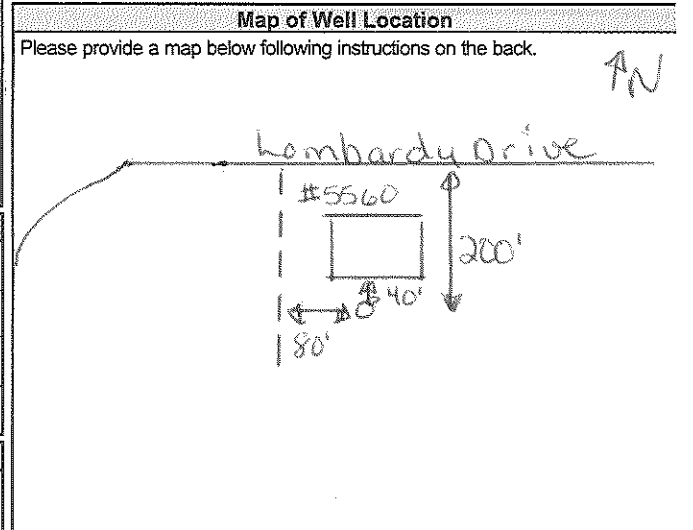 Map of Well Location
Please provide a map below following instructions on the back.
N
Lombardy Drive
#5560
200'
40'
80'